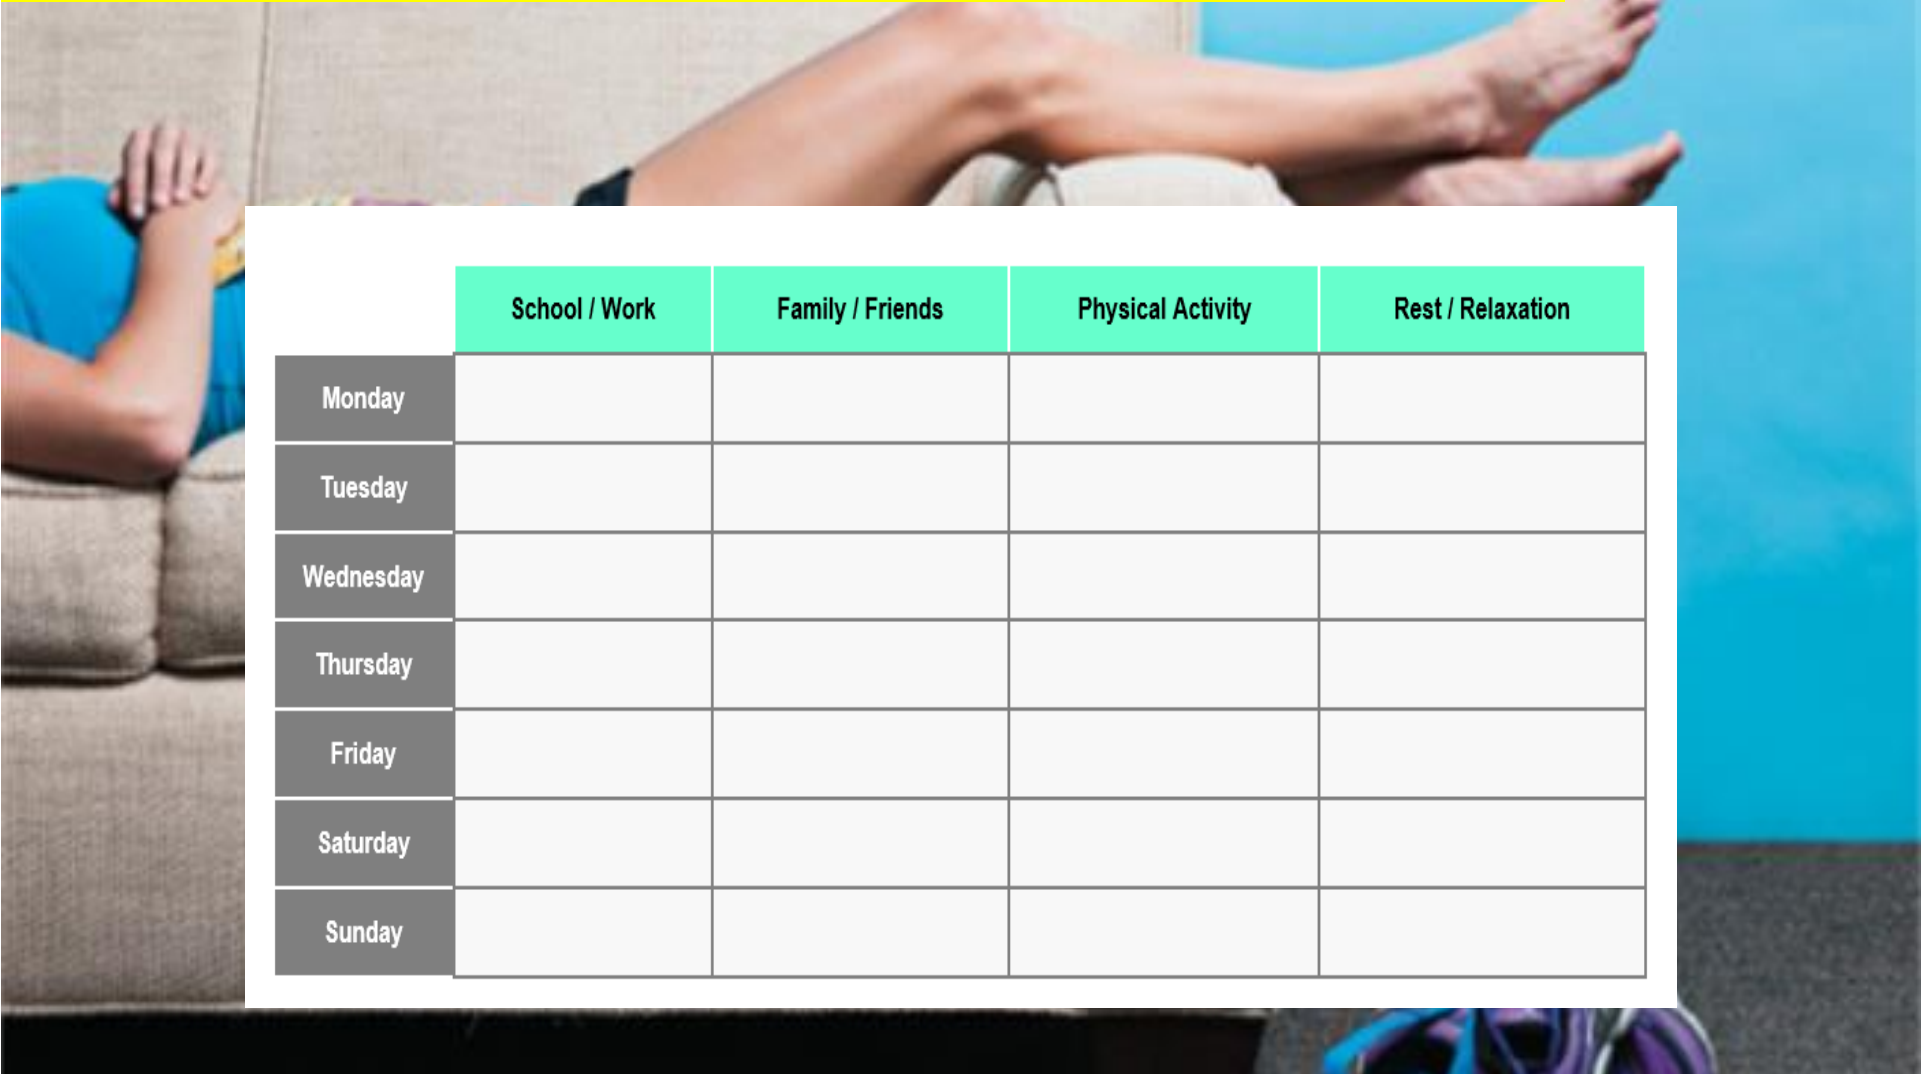 School / Work Family / Friends Physical Activity Rest / Relaxation
Monday
Tuesday
Wednesday
Thursday
Friday
Saturday
Sunday